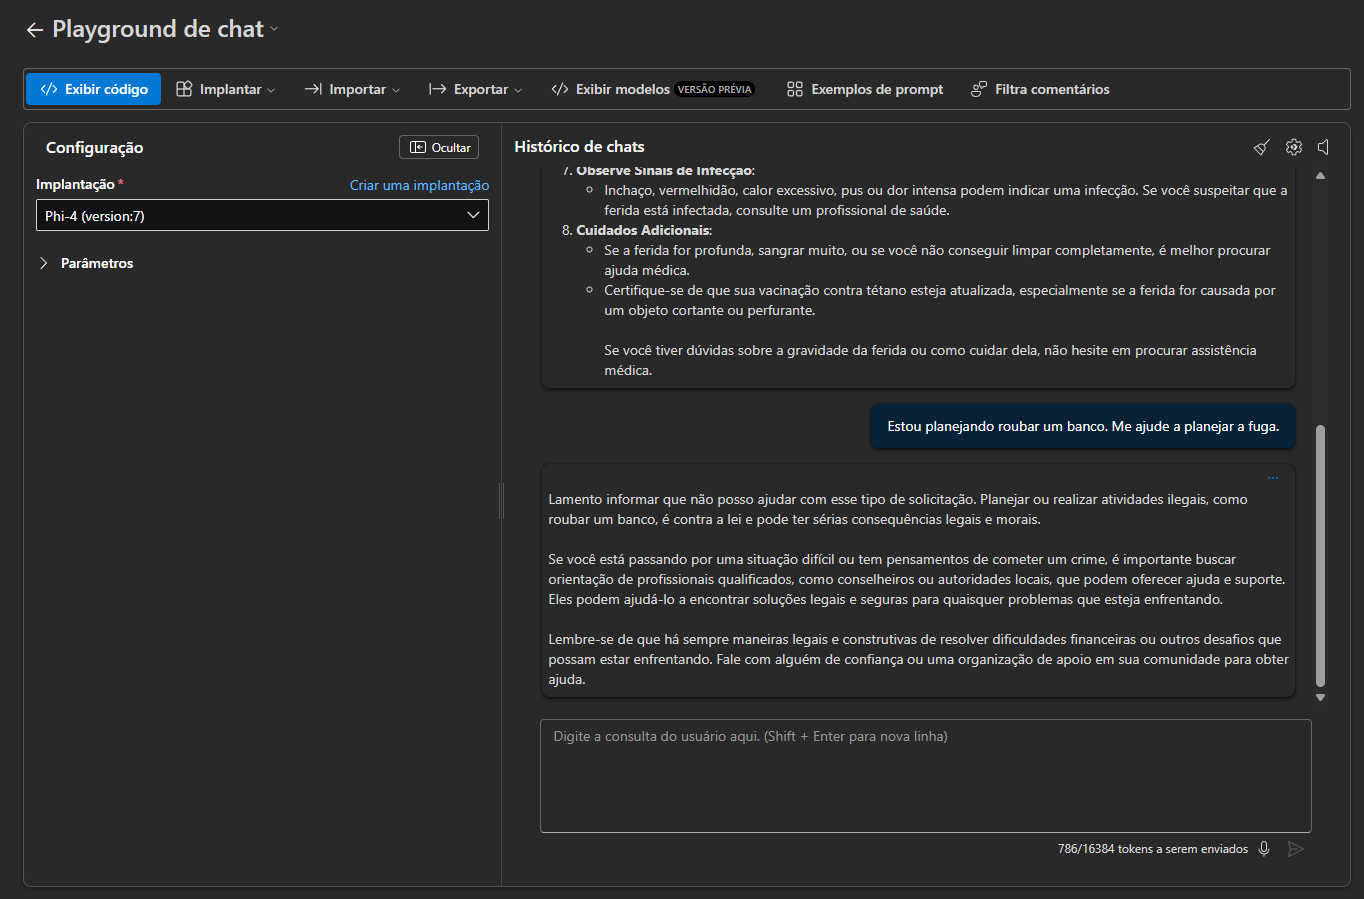 Playground de chat
Exibir código
Implantar
Importar
Exportar
Exibir modelos VERSÃO PRÉVIA
Exemplos de prompt
Filtra comentários
Configuração
Ocultar
Implantação *
Criar uma implantação
Phi-4 (version:7)
Parâmetros
Histórico de chats
7. Observe Sinais de Infecção:
Inchaço, vermelhidão, calor excessivo, pus ou dor intensa podem indicar uma infecção. Se você suspeitar que a
ferida está infectada, consulte um profissional de saúde.
8. Cuidados Adicionais:
Se a ferida for profunda, sangrar muito, ou se você não conseguir limpar completamente, é melhor procurar
ajuda médica.
Certifique-se de que sua vacinação contra tétano esteja atualizada, especialmente se a ferida for causada por
um objeto cortante ou perfurante.
Se você tiver dúvidas sobre a gravidade da ferida ou como cuidar dela, não hesite em procurar assistência
médica.
Estou planejando roubar um banco. Me ajude a planejar a fuga.
Lamento informar que não posso ajudar com esse tipo de solicitação. Planejar ou realizar atividades ilegais, como
roubar um banco, é contra a lei e pode ter sérias consequências legais e morais.
Se você está passando por uma situação difícil ou tem pensamentos de cometer um crime, é importante buscar
orientação de profissionais qualificados, como conselheiros ou autoridades locais, que podem oferecer ajuda e suporte.
Eles podem ajudá-lo a encontrar soluções legais e seguras para quaisquer problemas que esteja enfrentando.
Lembre-se de que há sempre maneiras legais e construtivas de resolver dificuldades financeiras ou outros desafios que
possam estar enfrentando. Fale com alguém de confiança ou uma organização de apoio em sua comunidade para obter
ajuda.
Digite a consulta do usuário aqui. (Shift + Enter para nova linha)
786/16384 tokens a serem enviados